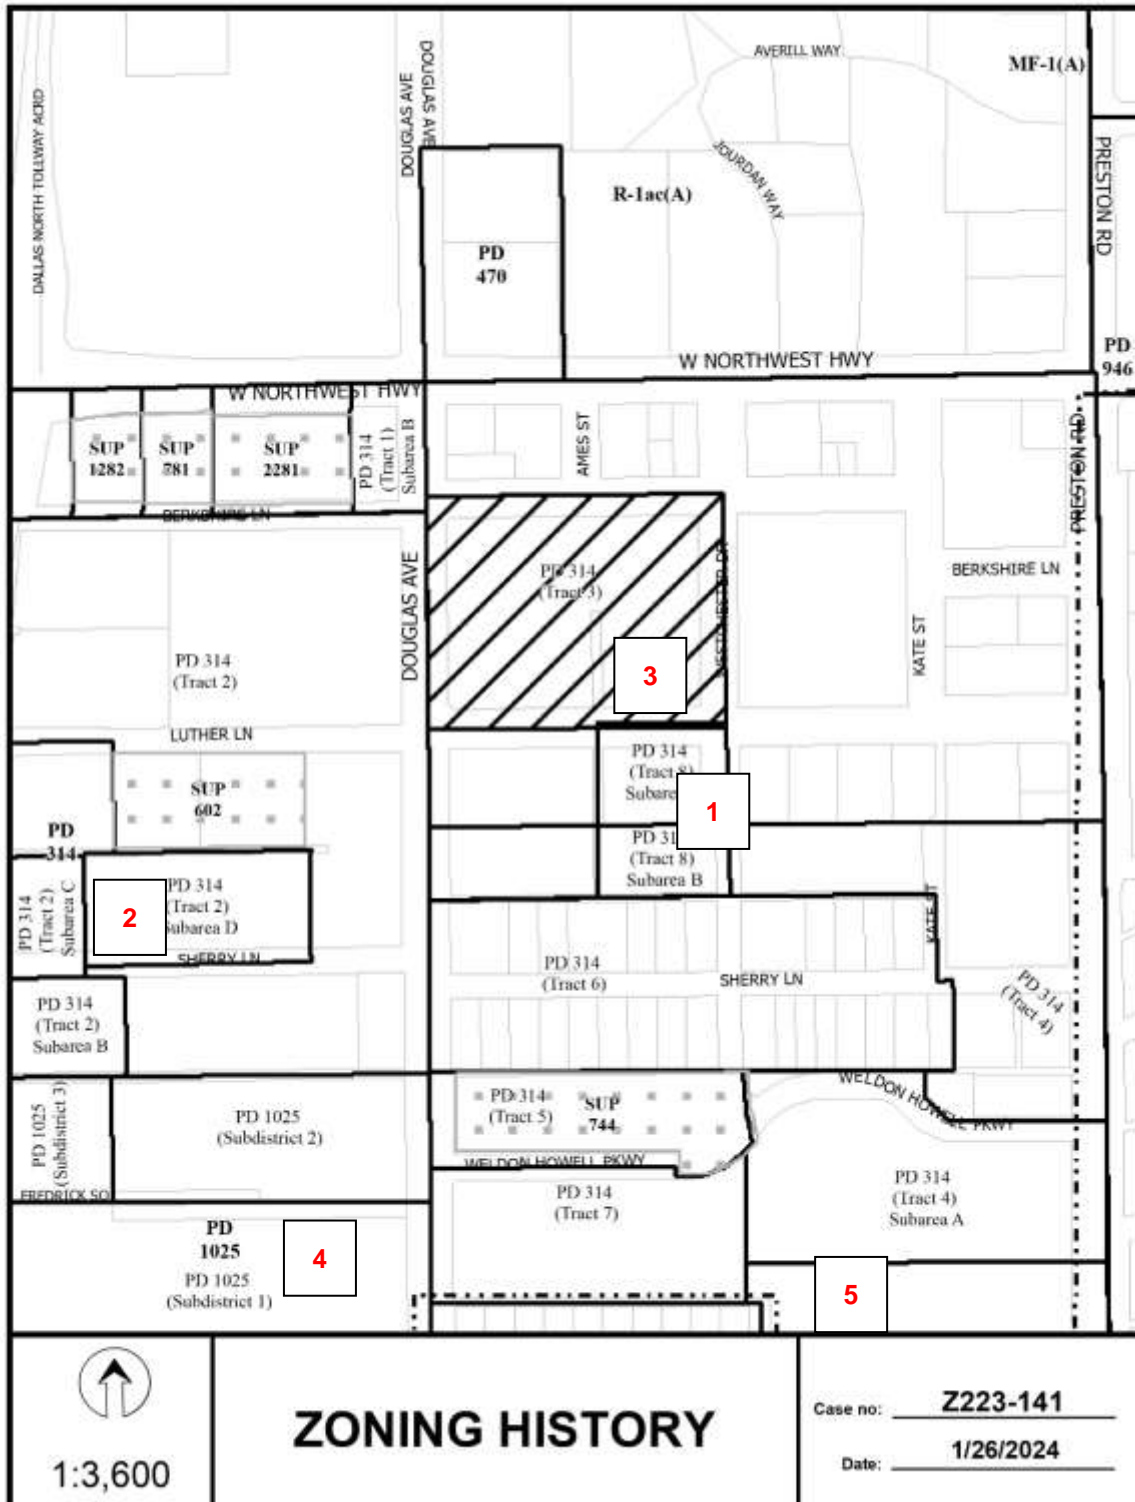 AVERILL WAY
MF-1(A)
DOUGLAS AVE
DOUGLAS AVE
DALLAS NORTH TOLLWAY ACRD
JOURDAN WAY
PRESTON RD
R-1ac(A)
PD
470
W NORTHWEST HWY
PD
946
W NORTHWEST HWY
SUP
1282
SUP
781
SUP
2281
PD 314
(Tract 1)
Subarea B
AMES ST
PRESTON RD
BERKSHIRE LN
DOUGLAS AVE
PD 314
(Tract 3)
BERKSHIRE LN
KATE ST
PD 314
(Tract 2)
3
LUTHER LN
PD 314
(Tract 8)
Subarea
SUP
602
1
PD
314
PD 314
(Tract 8)
Subarea B
PD 314
(Tract 2)
Subarea C
2
PD 314
(Tract 2)
Subarea D
KATE ST
SHERRY LN
PD 314
(Tract 6)
SHERRY LN
PD 314
(Tract 4)
PD 314
(Tract 2)
Subarea B
WELDON HOWELL PKWY
PD 314
(Tract 5)
SUP
744
PD 1025
(Subdistrict 3)
PD 1025
(Subdistrict 2)
WELDON HOWELL PKWY
FREDRICK SQ
PD 314
(Tract 7)
PD 314
(Tract 4)
Subarea A
PD
1025
4
PD 1025
(Subdistrict 1)
5
1:3,600
ZONING HISTORY
Case no: Z223-141
Date: 1/26/2024